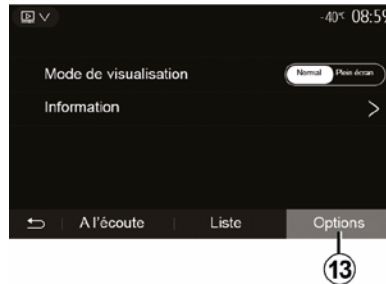 -40°C 08:59
Mode de visualisation Normal Plein écran
Information >
A l'écoute Liste Options
13